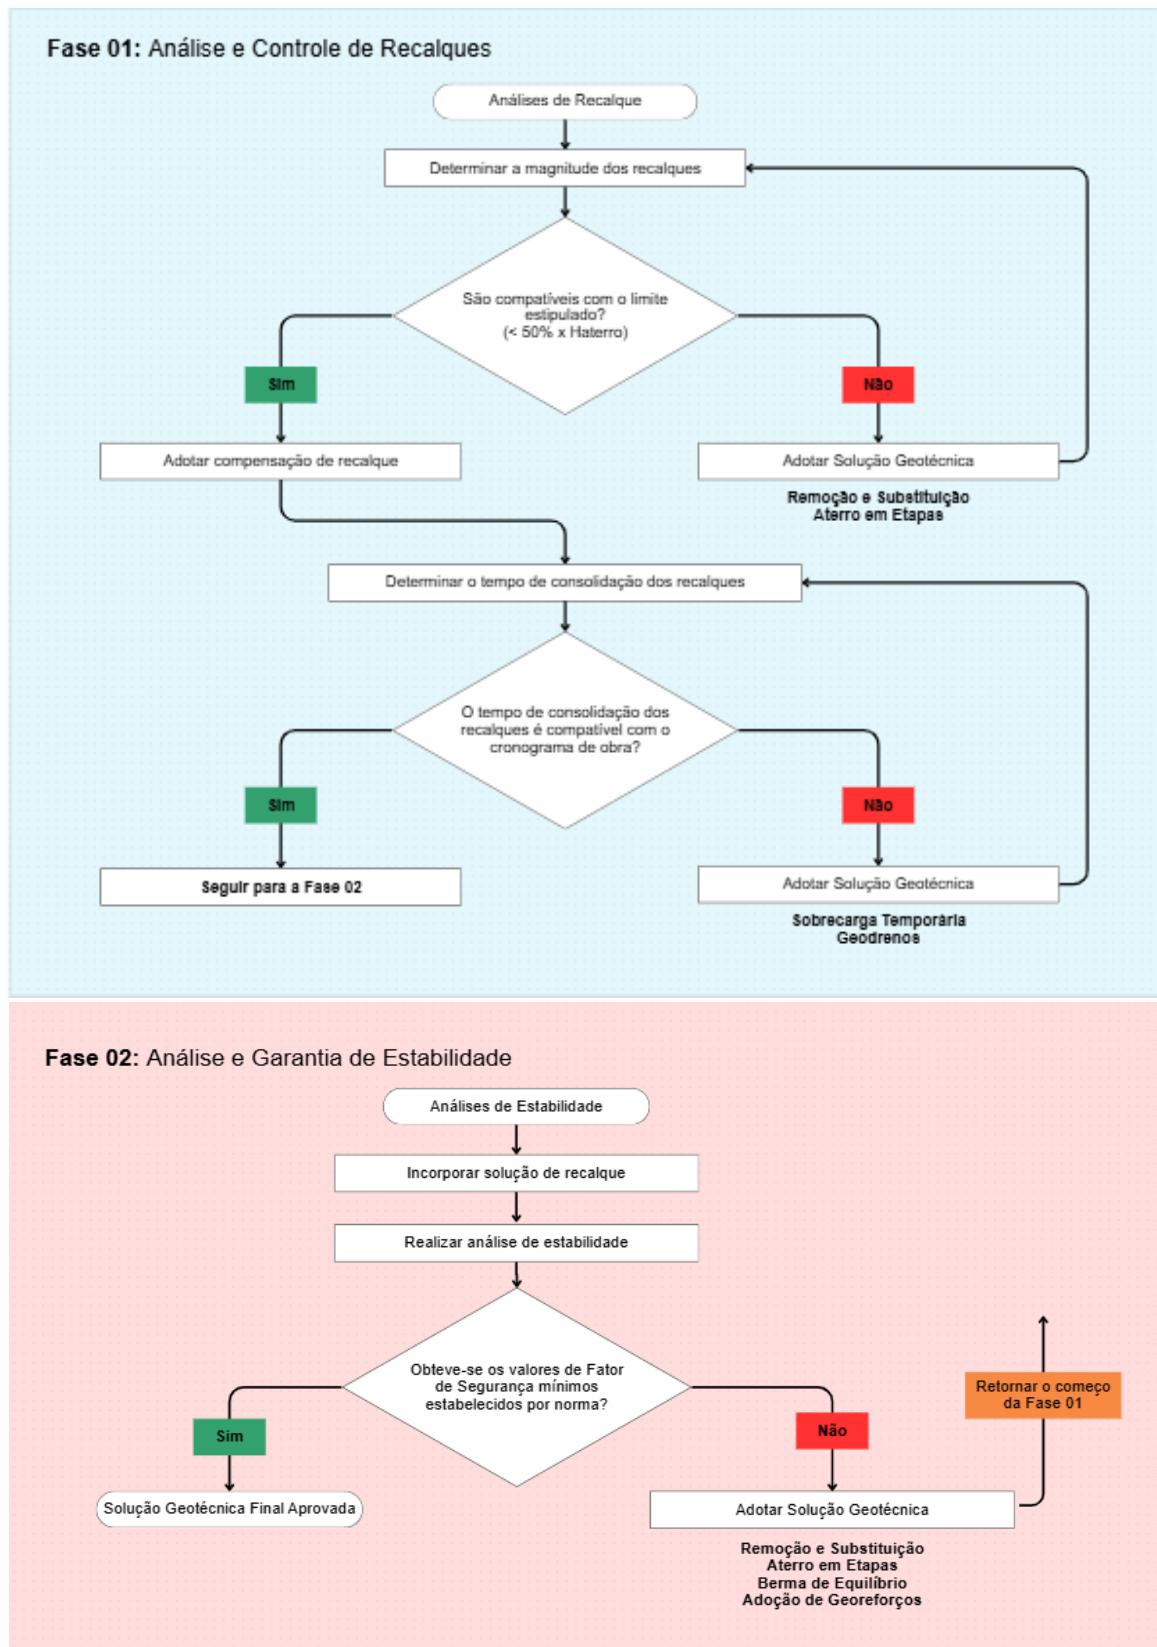 Fase 01: Análise e Controle de Recalques
Análises de Recalque
Determinar a magnitude dos recalques
São compatíveis com o limite
estipulado?
(< 50% x Haterro)
Sim
Não
Adotar compensação de recalque
Adotar Solução Geotécnica
Remoção e Substituição
Aterro em Etapas
Determinar o tempo de consolidação dos recalques
O tempo de consolidação dos
recalques é compatível com o
cronograma de obra?
Sim
Não
Seguir para a Fase 02
Adotar Solução Geotécnica
Sobrecarga Temporária
Geodrenos
Fase 02: Análise e Garantia de Estabilidade
Análises de Estabilidade
Incorporar solução de recalque
Realizar análise de estabilidade
Obteve-se os valores de Fator
de Segurança mínimos
estabelecidos por norma?
Retornar o começo
da Fase 01
Sim
Não
Solução Geotécnica Final Aprovada
Adotar Solução Geotécnica
Remoção e Substituição
Aterro em Etapas
Berma de Equilíbrio
Adoção de Georeforços